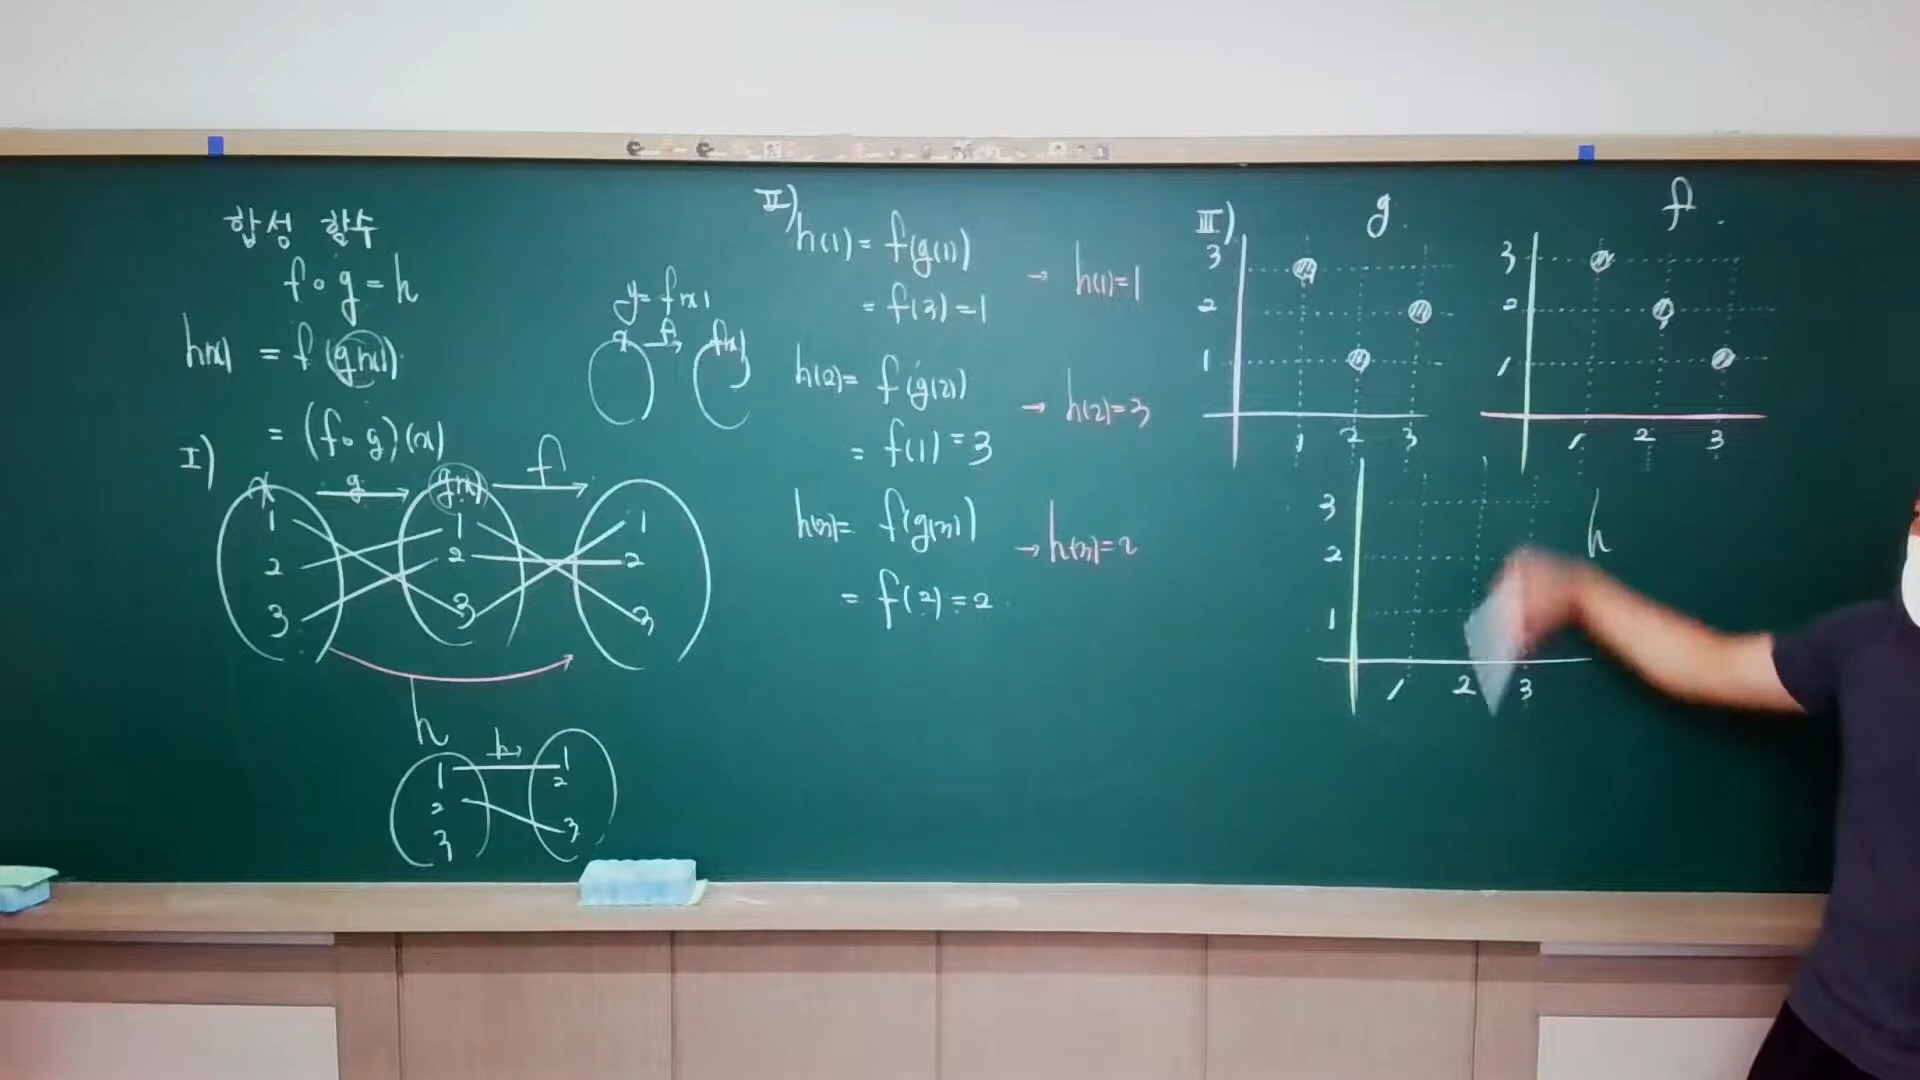 합성 함수
f∘g=h
h(x) = f(g(x))
= (f∘g)(x)
I)
x g g(x) f
1 1 1
2 2 2
3 3 3
h
h
1 1
2 2
3 3
y=f(x)
x f f(x)
II)
h(1)= f(g(1)) → h(1)=1
= f(3)=1
h(2)= f(g(2)) → h(2)=3
= f(1)=3
h(3)= f(g(3)) → h(3)=2
= f(2)=2
III)
g
3
2
1
1 2 3
f
3
2
1
1 2 3
h
3
2
1
1 2 3